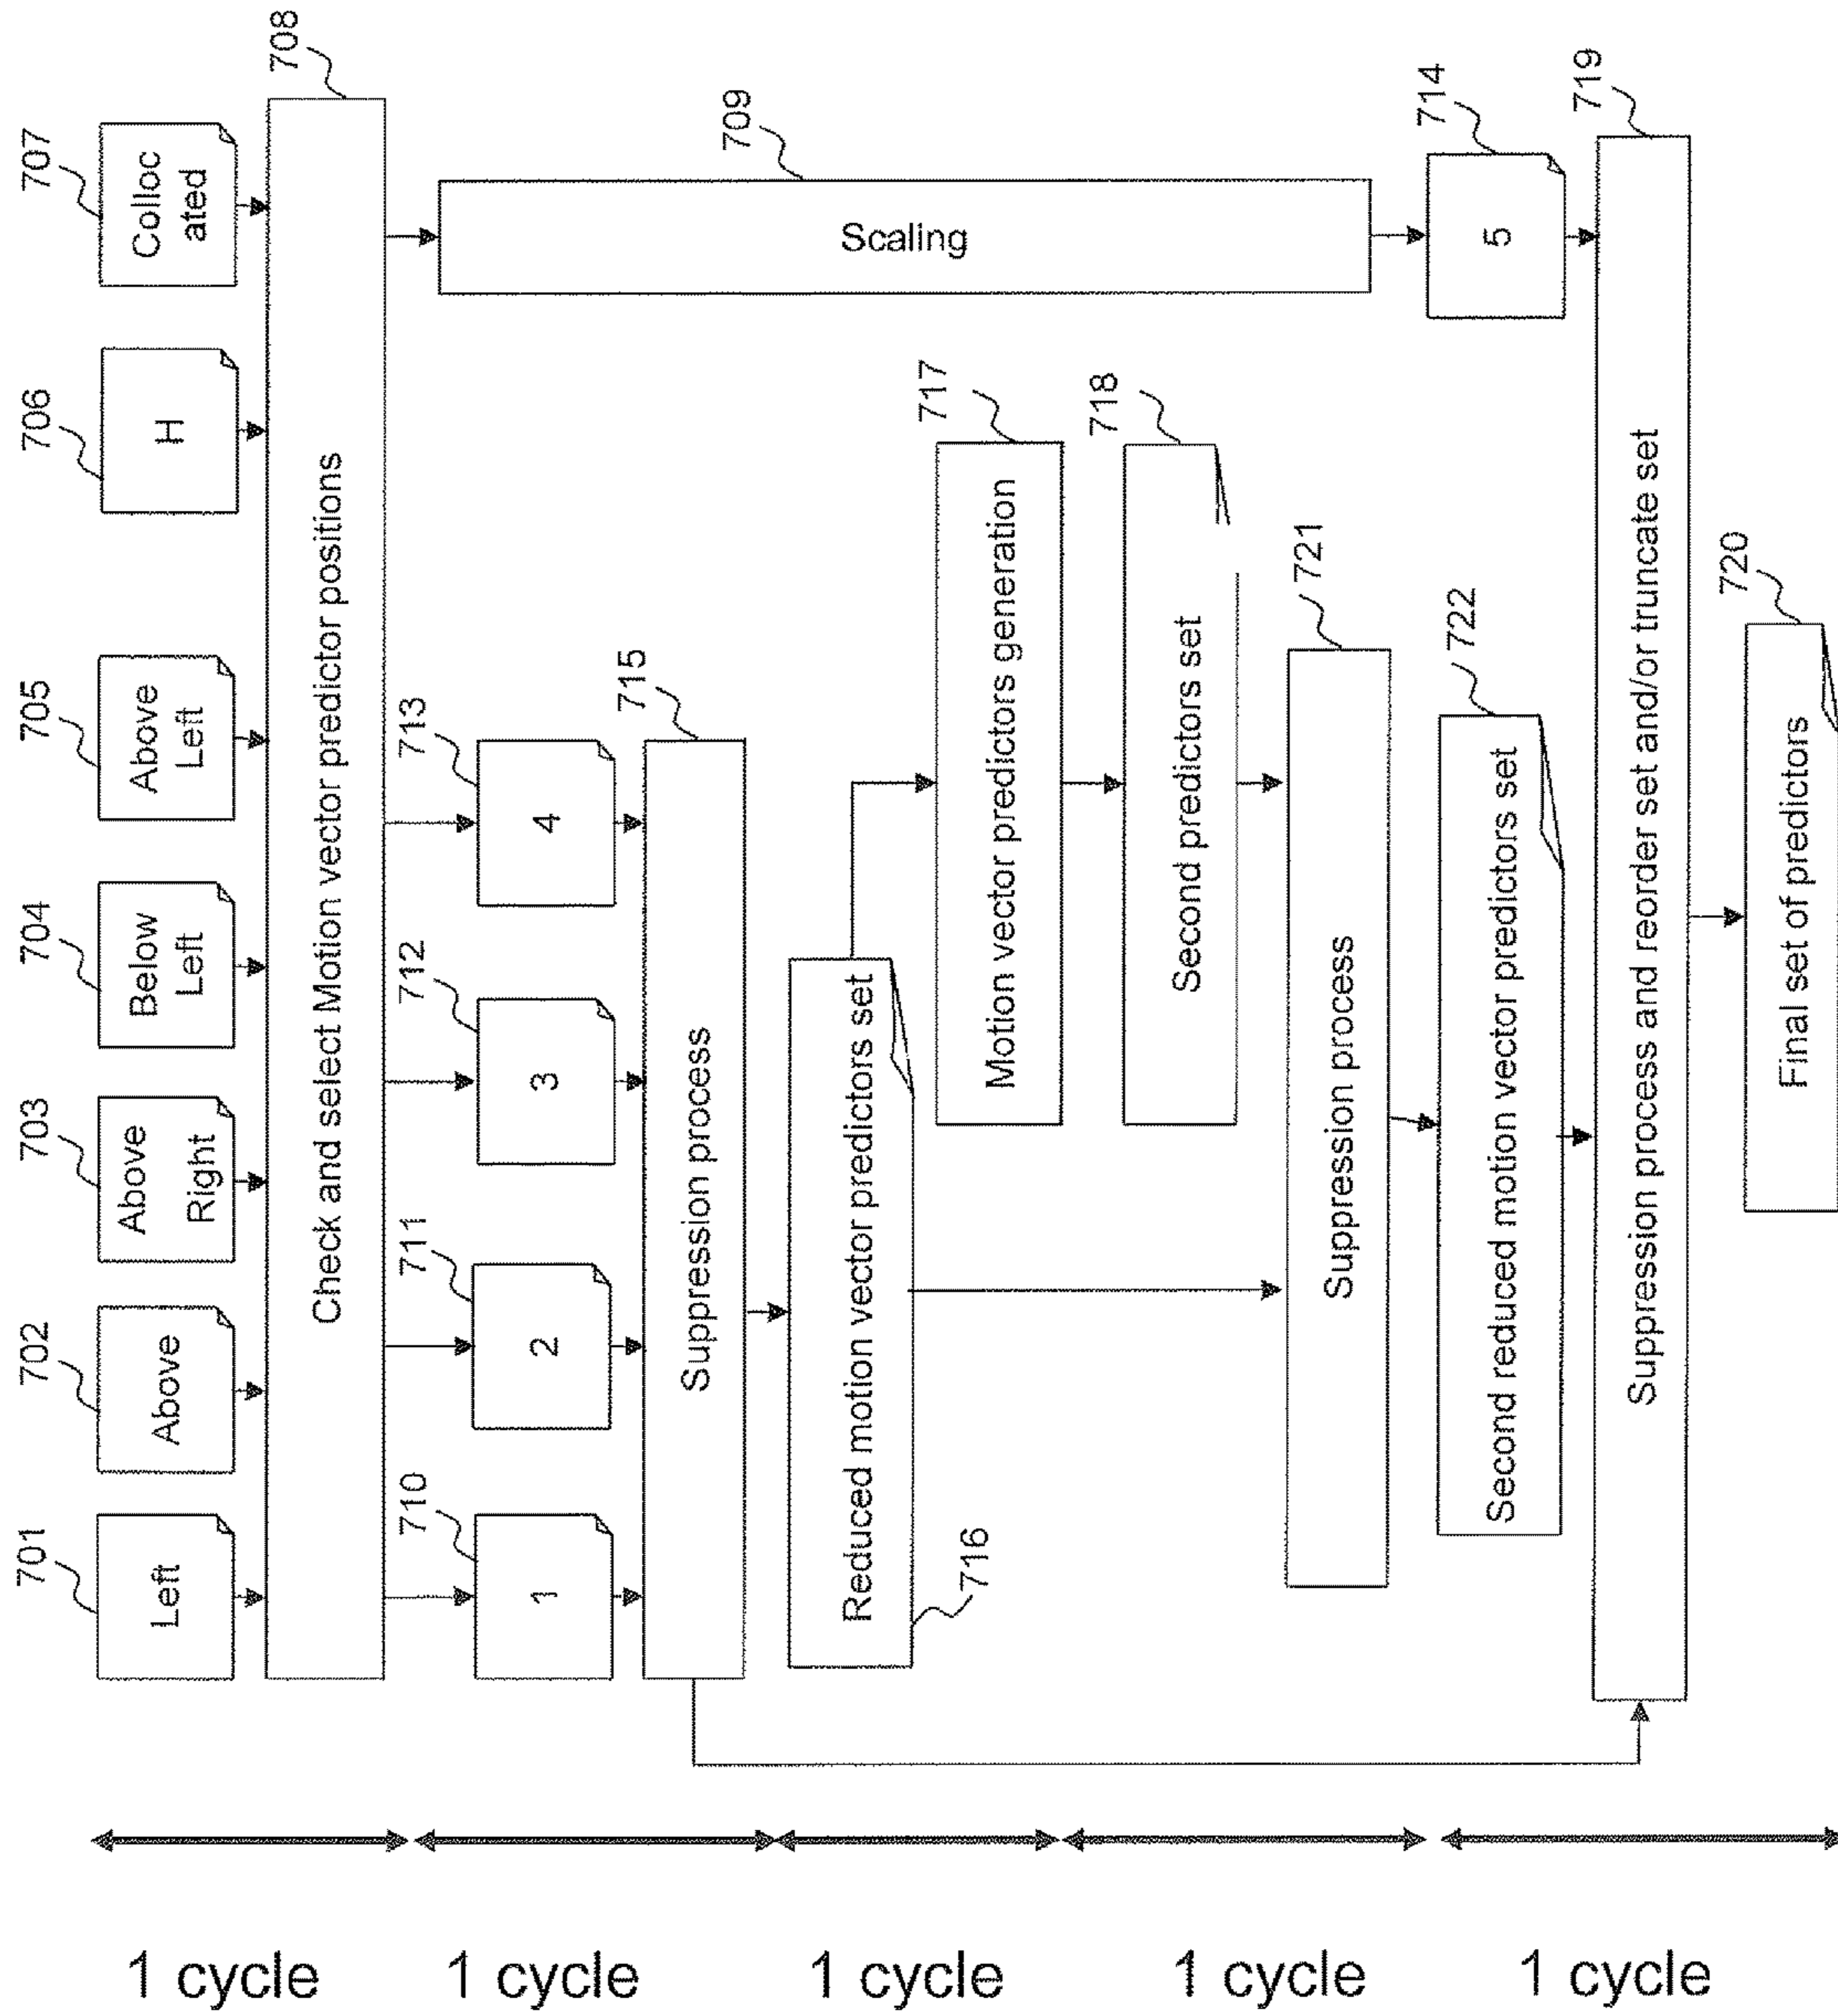 701
702
703
704
705
706
707
Left
Above
Above
Right
Below
Left
Above
Left
H
Colloc
ated
708
Check and select Motion vector predictor positions
710
711
712
713
1
2
3
4
709
Scaling
715
Suppression process
Reduced motion vector predictors set
716
717
Motion vector predictors generation
718
Second predictors set
721
Suppression process
722
Second reduced motion vector predictors set
714
5
719
Suppression process and reorder set and/or truncate set
720
Final set of predictors
1 cycle
1 cycle
1 cycle
1 cycle
1 cycle